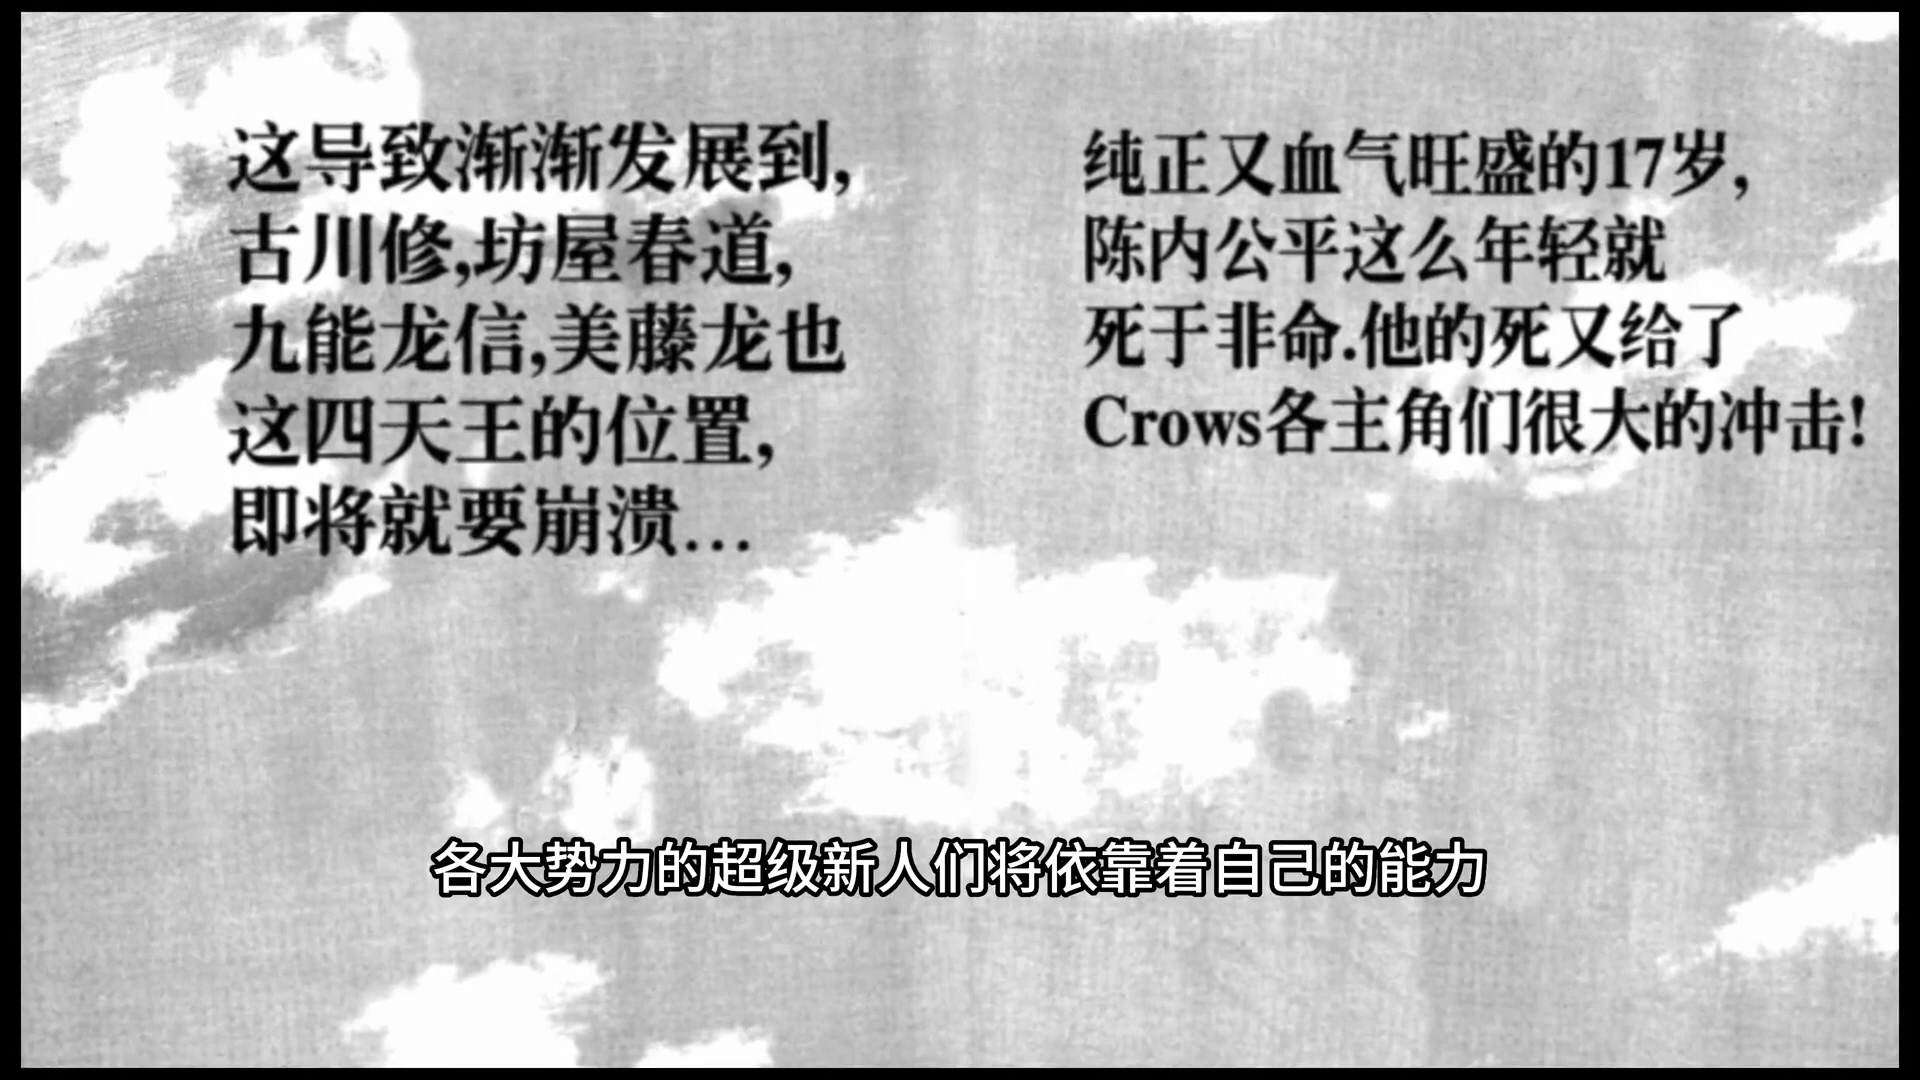 这导致渐渐发展到,
古川修,坊屋春道,
九能龙信,美藤龙也
这四天王的位置,
即将就要崩溃…
纯正又血气旺盛的17岁,
陈内公平这么年轻就
死于非命.他的死又给了
Crows各主角们很大的冲击!
各大势力的超级新人们将依靠着自己的能力